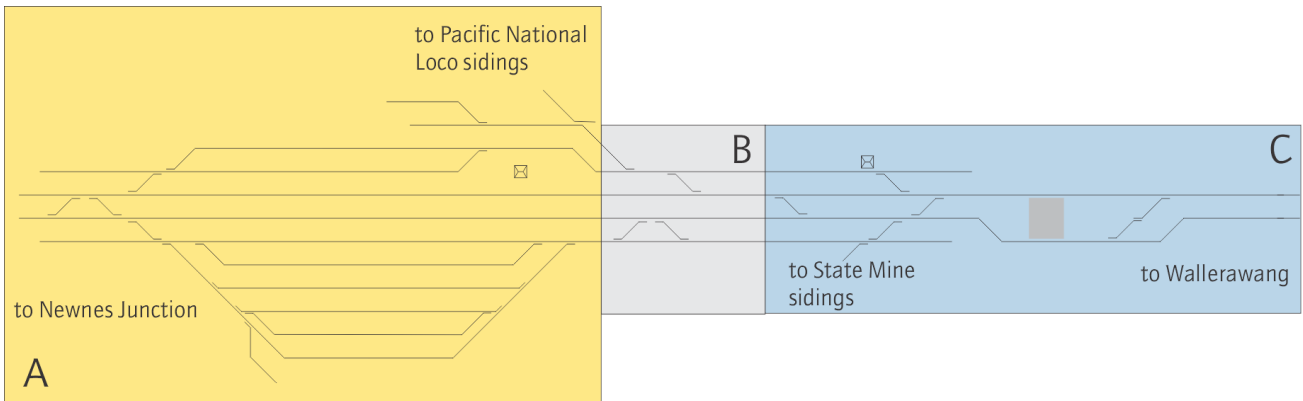 to Pacific National
Loco sidings
B
C
to State Mine
sidings
to Wallerawang
to Newnes Junction
A